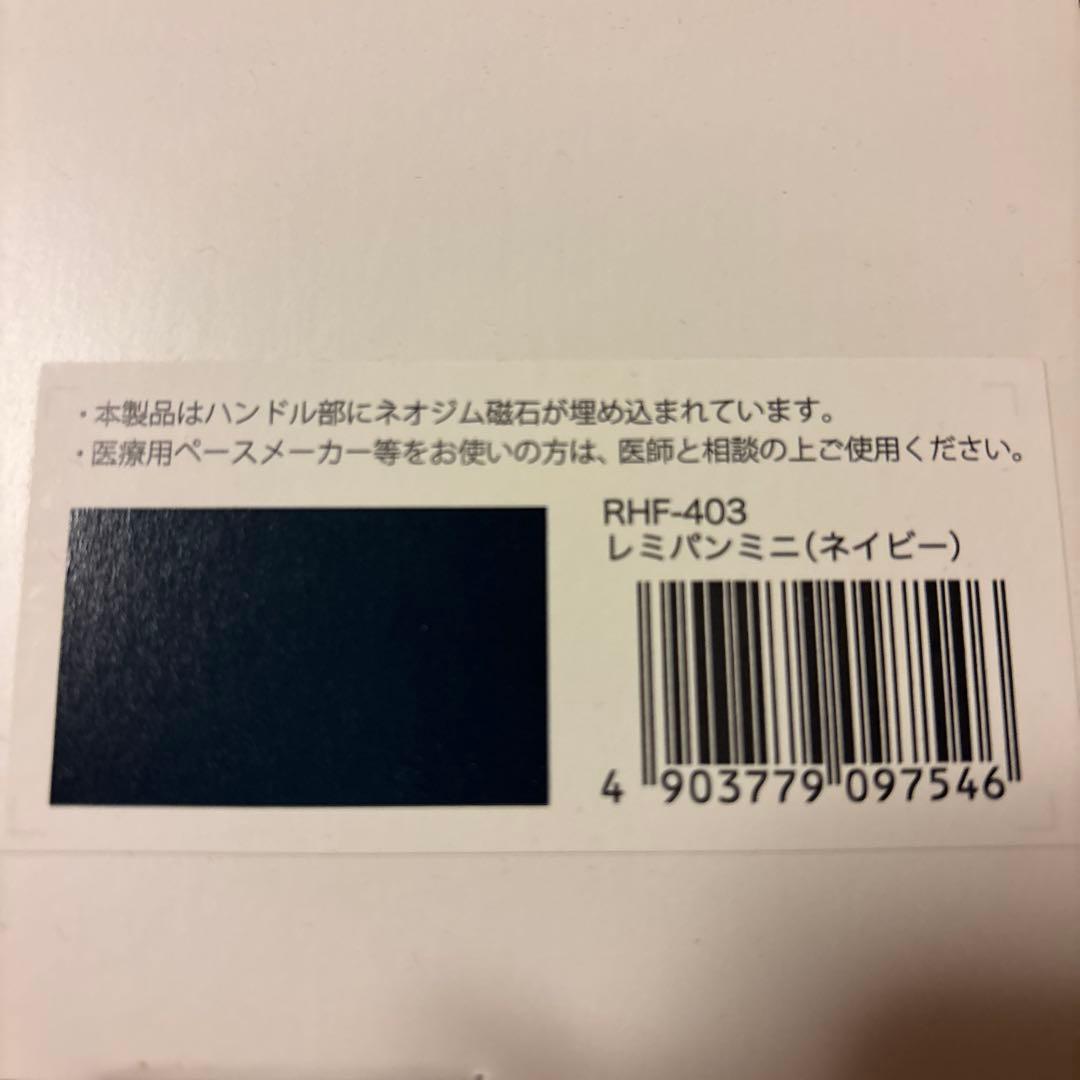 ・本製品はハンドル部にネオジム磁石が埋め込まれています。
・医療用ペースメーカー等をお使いの方は、医師と相談の上ご使用ください。
RHF-403
レミパンミニ(ネイビー)
4 903779 097546